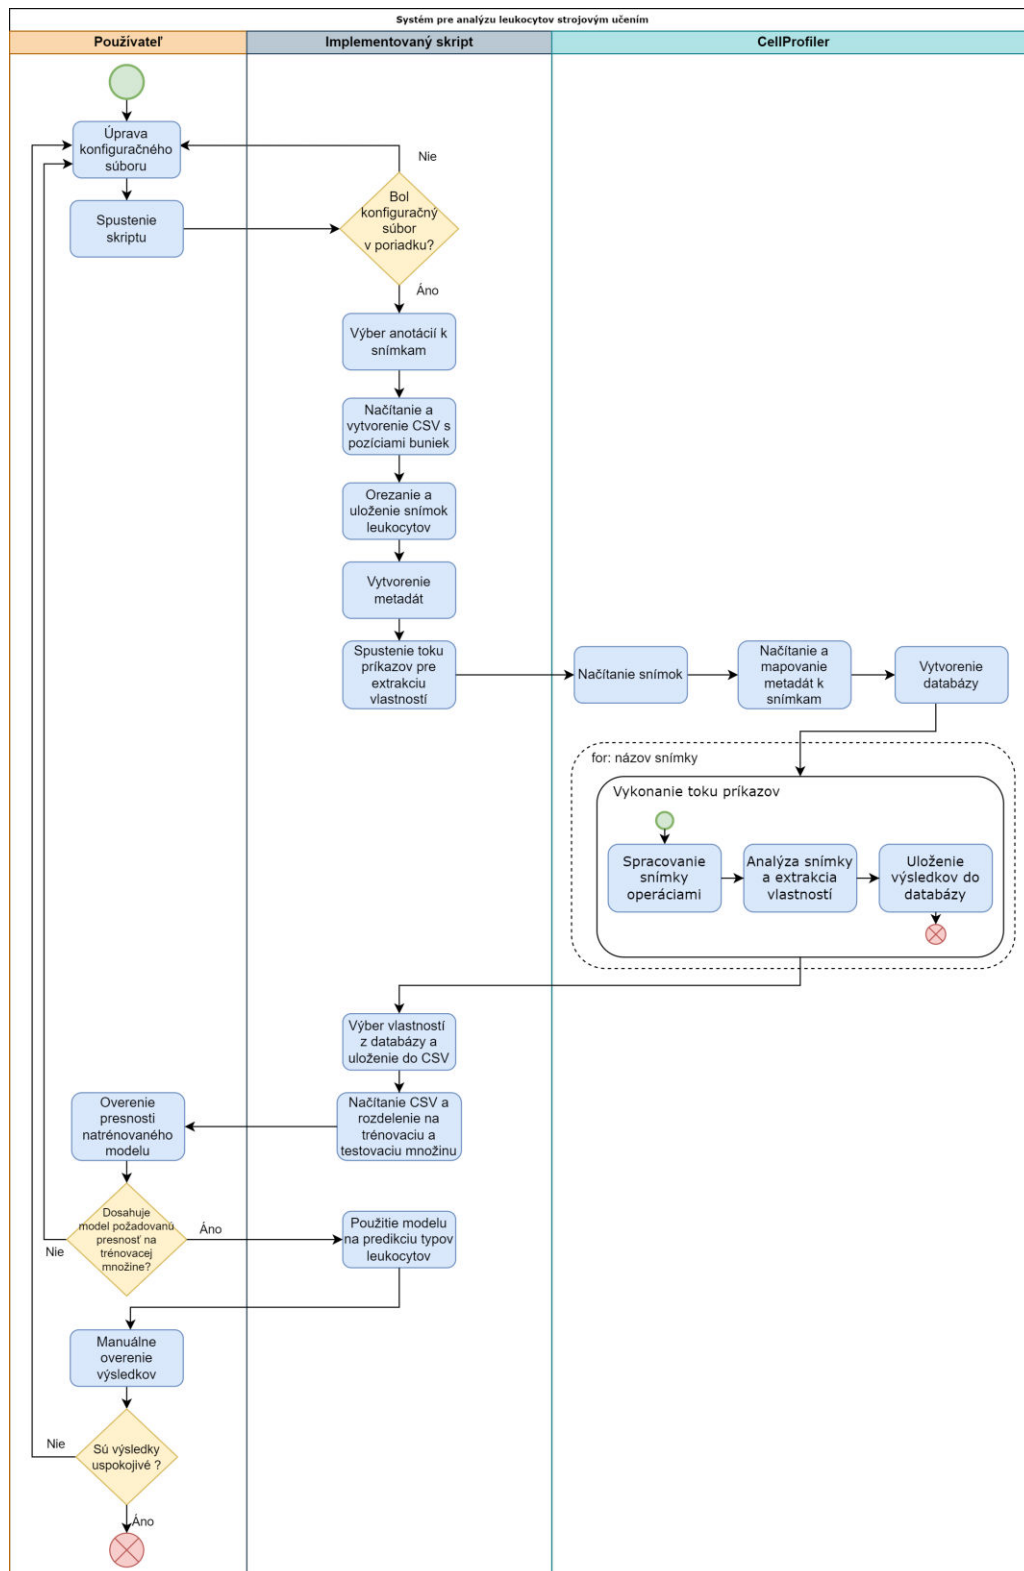 Systém pre analýzu leukocytov strojovým učením
Používateľ
Implementovaný skript
CellProfiler
Úprava
konfiguračného
súboru
Nie
Spustenie
skriptu
Bol
konfiguračný
súbor
v poriadku?
Áno
Výber anotácií k
snímkam
Načítanie a
vytvorenie CSV s
pozíciami buniek
Orezanie a
uloženie snímok
leukocytov
Vytvorenie
metadát
Spustenie toku
príkazov pre
extrakciu
vlastností
Načítanie snímok
Načítanie a
mapovanie
metadát k
snímkam
Vytvorenie
databázy
for: názov snímky
Vykonanie toku príkazov
Spracovanie
snímky
operáciami
Analýza snímky
a extrakcia
vlastností
Uloženie
výsledkov do
databázy
Výber vlastností
z databázy a
uloženie do CSV
Načítanie CSV a
rozdelenie na
trénovaciu a
testovaciu množinu
Overenie
presnosti
natrénovaného
modelu
Dosahuje
model požadovanú
presnosť na
trénovacej
množine?
Nie
Áno
Použitie modelu
na predikciu typov
leukocytov
Manuálne
overenie
výsledkov
Nie
Sú výsledky
uspokojivé ?
Áno